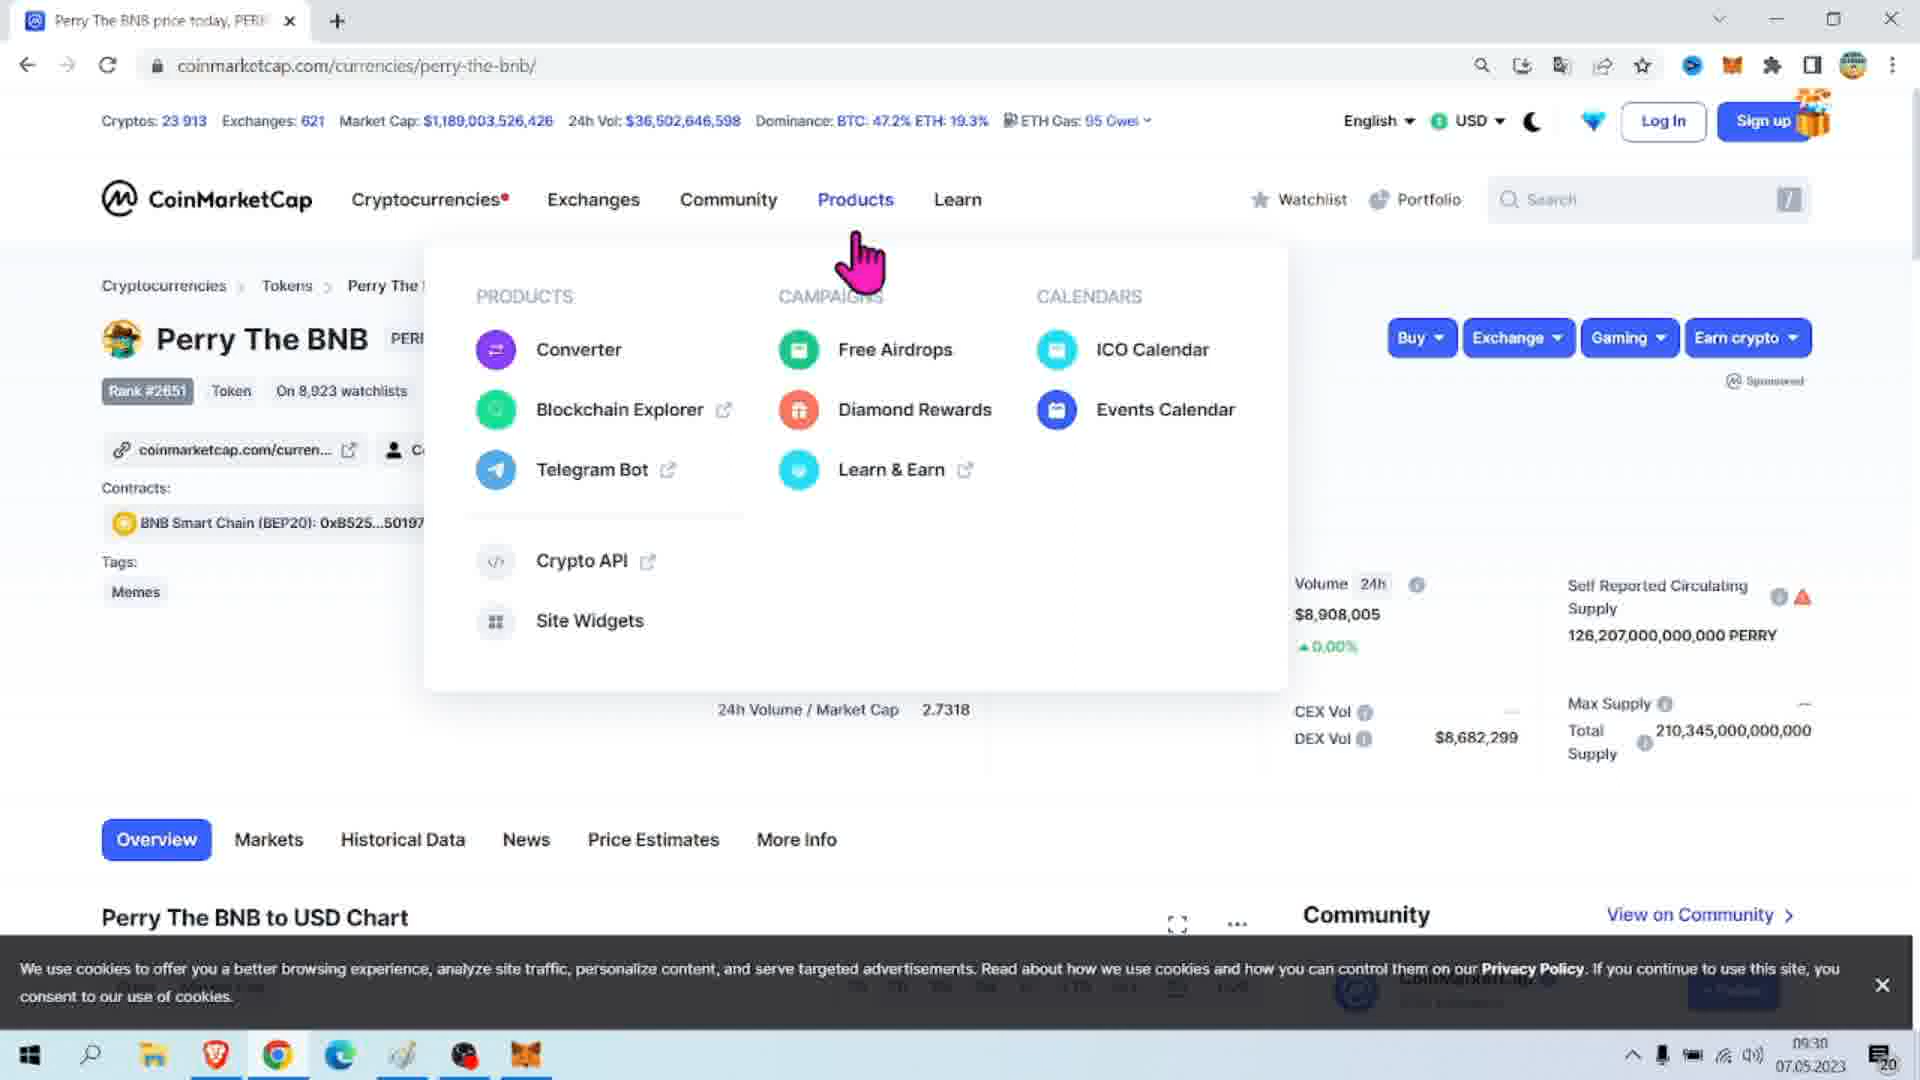 Perry The BNB price today, PERR
coinmarketcap.com/currencies/perry-the-bnb/
Cryptos: 23 913 Exchanges: 621 Market Cap: $1,189,003,526,426 24h Vol: $36,502,646,598 Dominance: BTC: 47.2% ETH: 19.3% ETH Gas: 95 Gwei
English USD Log In Sign up
CoinMarketCap Cryptocurrencies Exchanges Community Products Learn Watchlist Portfolio Search /
Cryptocurrencies Tokens Perry The
PRODUCTS CAMPAIGNS CALENDARS
Perry The BNB PERR
Converter Free Airdrops ICO Calendar
Buy Exchange Gaming Earn crypto
Sponsored
Rank #2651 Token On 8,923 watchlists
Blockchain Explorer Diamond Rewards Events Calendar
coinmarketcap.com/curren...
Telegram Bot Learn & Earn
Contracts:
BNB Smart Chain (BEP20): 0xB525...50197
Tags:
Memes
Crypto API
Site Widgets
Volume 24h
$8,908,005
0.00%
Self Reported Circulating
Supply
126,207,000,000,000 PERRY
24h Volume / Market Cap 2.7318
CEX Vol --
DEX Vol $8,682,299
Max Supply --
Total
Supply
210,345,000,000,000
Overview Markets Historical Data News Price Estimates More Info
Perry The BNB to USD Chart
Community View on Community
We use cookies to offer you a better browsing experience, analyze site traffic, personalize content, and serve targeted advertisements. Read about how we use cookies and how you can control them on our Privacy Policy. If you continue to use this site, you
consent to our use of cookies.
CoinMarketCap
09:30
07.05.2023
20